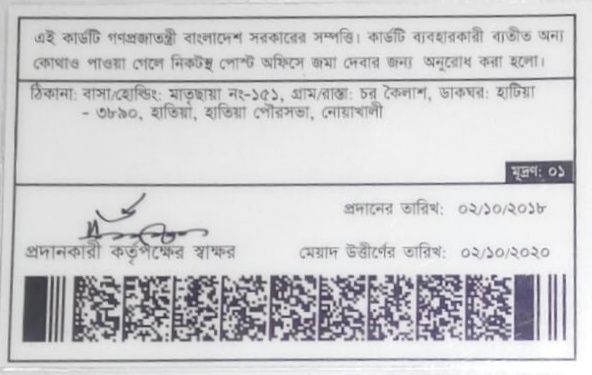 এই কার্ডটি গণপ্রজাতন্ত্রী বাংলাদেশ সরকারের সম্পত্তি। কার্ডটি ব্যবহারকারী ব্যতীত অন্য
কোথাও পাওয়া গেলে নিকটস্থ পোস্ট অফিসে জমা দেবার জন্য অনুরোধ করা হলো।
ঠিকানা: বাসা/হোল্ডিং: মাতৃছায়া নং-১৫১, গ্রাম/রাস্তা: চর কৈলাশ, ডাকঘর: হাটিয়া
- ৩৮৯০, হাতিয়া, হাতিয়া পৌরসভা, নোয়াখালী
মূদ্রণ: ০১
প্রদানের তারিখ: ০২/১০/২০১৮
প্রদানকারী কর্তৃপক্ষের স্বাক্ষর
মেয়াদ উত্তীর্ণের তারিখ: ০২/১০/২০২০